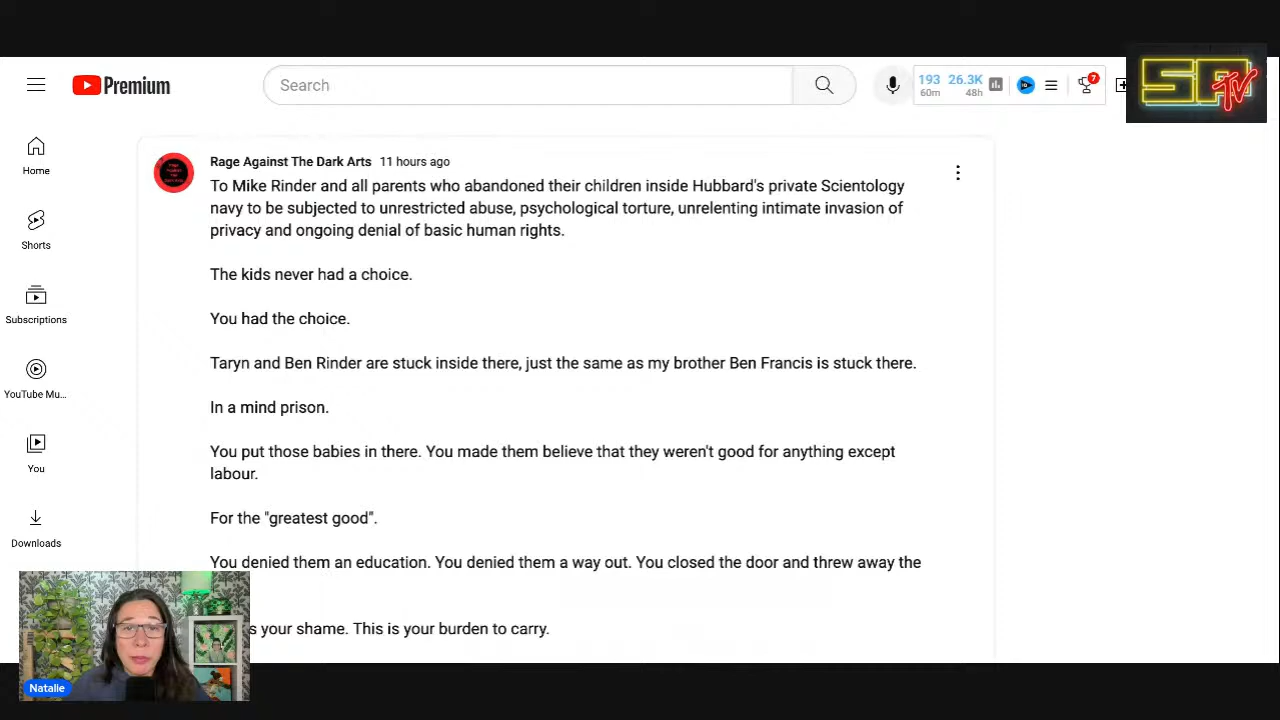 Premium
Search
193 26.3K
60m 48h
7
SPTV
Home
Shorts
Subscriptions
YouTube Mu...
You
Downloads
Rage Against The Dark Arts 11 hours ago
To Mike Rinder and all parents who abandoned their children inside Hubbard's private Scientology
navy to be subjected to unrestricted abuse, psychological torture, unrelenting intimate invasion of
privacy and ongoing denial of basic human rights.
The kids never had a choice.
You had the choice.
Taryn and Ben Rinder are stuck inside there, just the same as my brother Ben Francis is stuck there.
In a mind prison.
You put those babies in there. You made them believe that they weren't good for anything except
labour.
For the "greatest good".
You denied them an education. You denied them a way out. You closed the door and threw away the
s your shame. This is your burden to carry.
Natalie